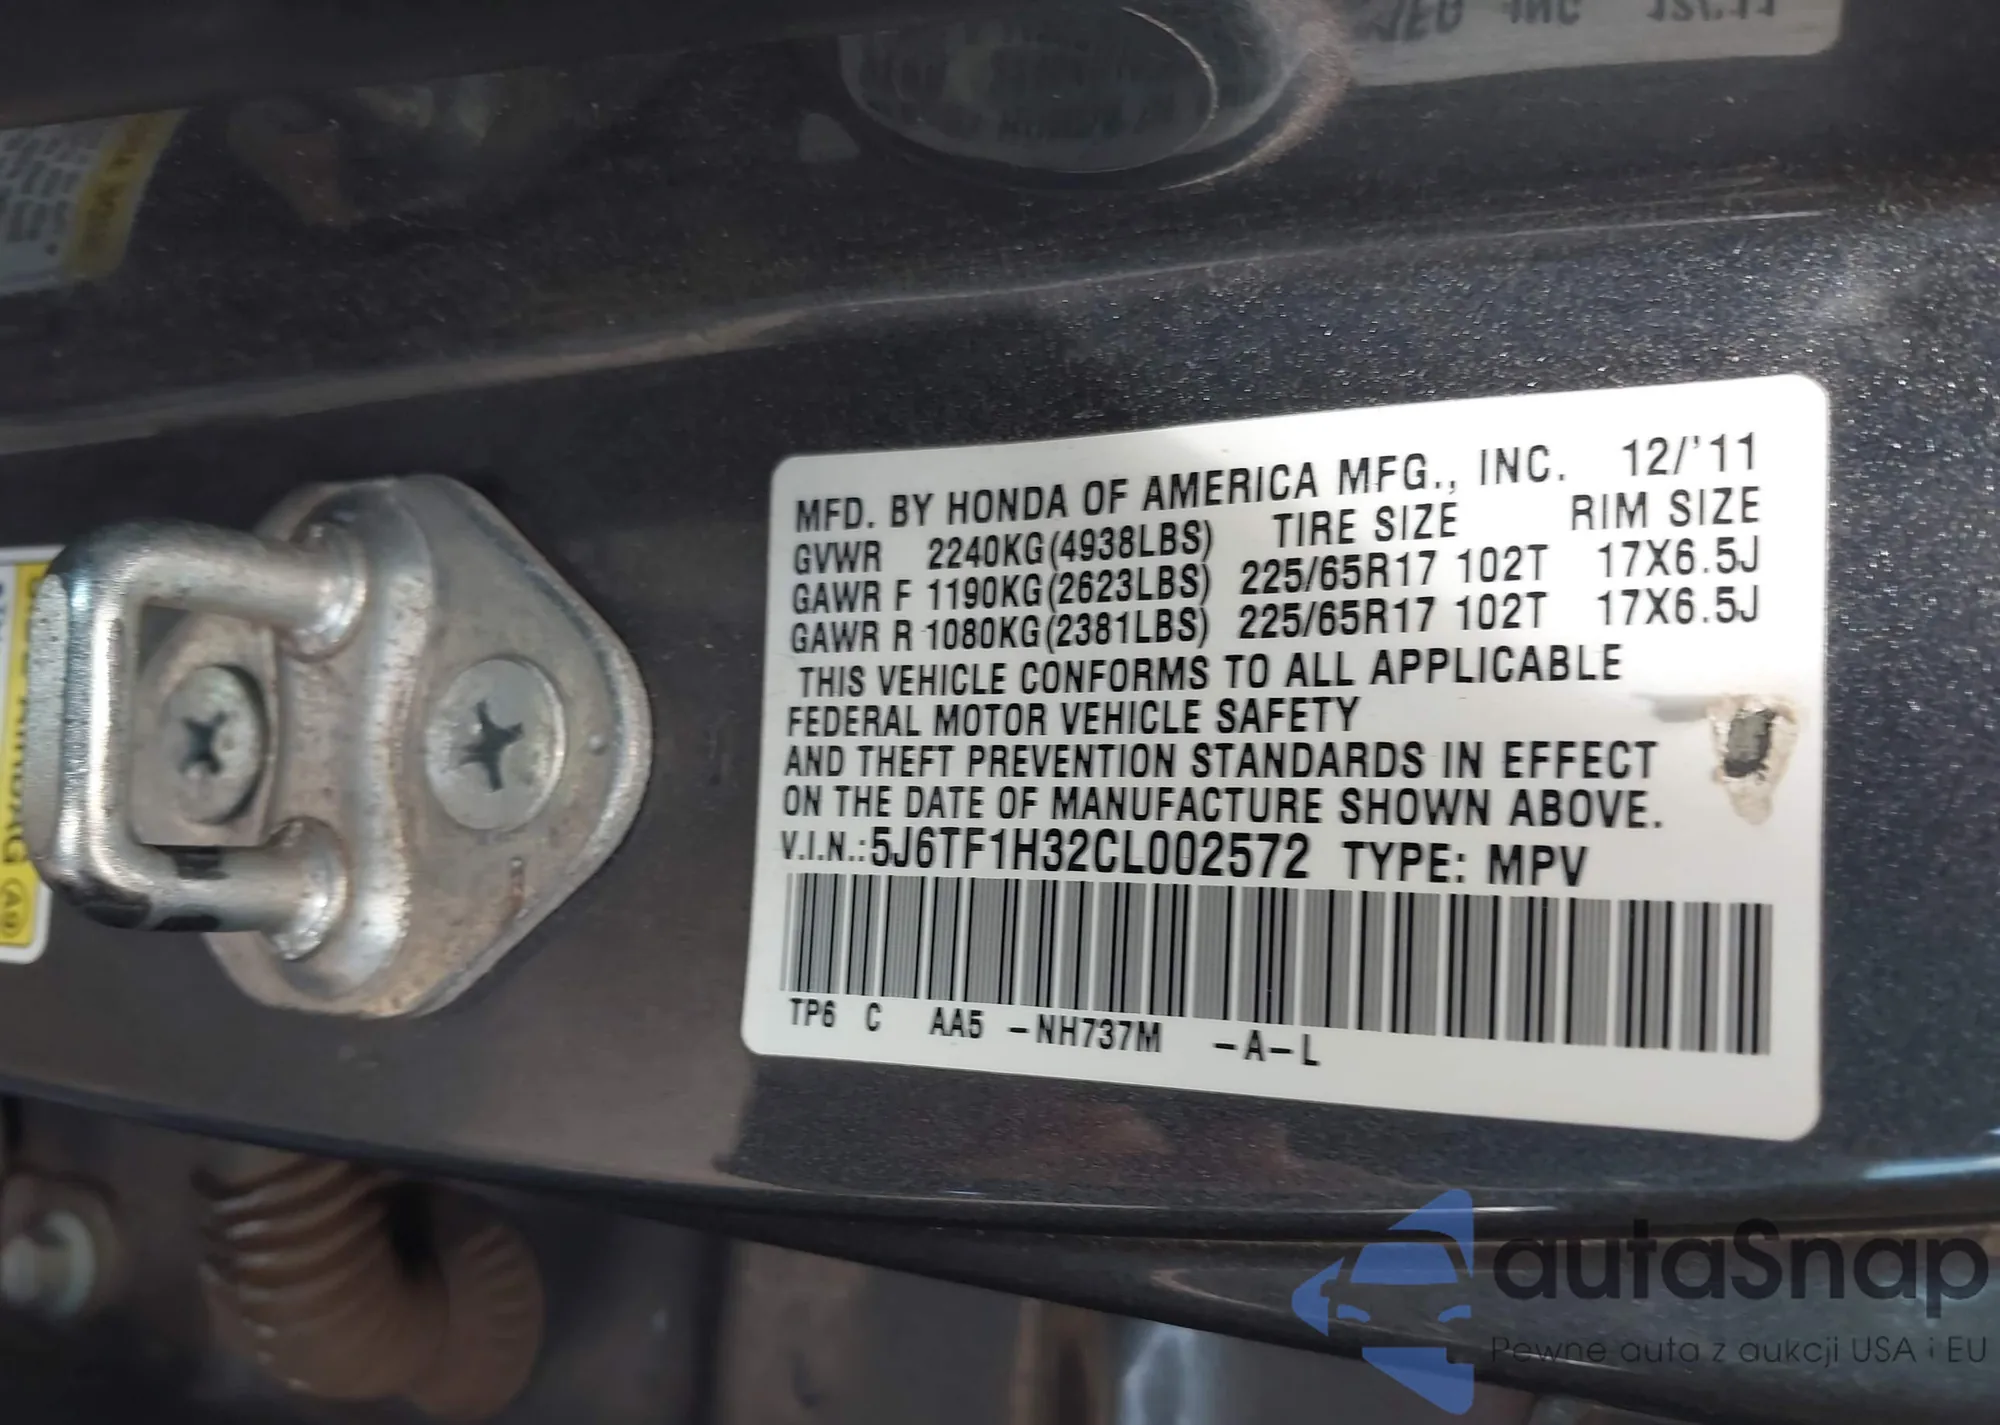 MFD. BY HONDA OF AMERICA MFG., INC. 12/'11
GVWR 2240KG(4938LBS) TIRE SIZE RIM SIZE
GAWR F 1190KG(2623LBS) 225/65R17 102T 17X6.5J
GAWR R 1080KG(2381LBS) 225/65R17 102T 17X6.5J
THIS VEHICLE CONFORMS TO ALL APPLICABLE
FEDERAL MOTOR VEHICLE SAFETY
AND THEFT PREVENTION STANDARDS IN EFFECT
ON THE DATE OF MANUFACTURE SHOWN ABOVE.
V.I.N.:5J6TF1H32CL002572 TYPE: MPV
TP6 C AA5 -NH737M -A-L
autaSnap
Pewne auta z aukcji USA i EU